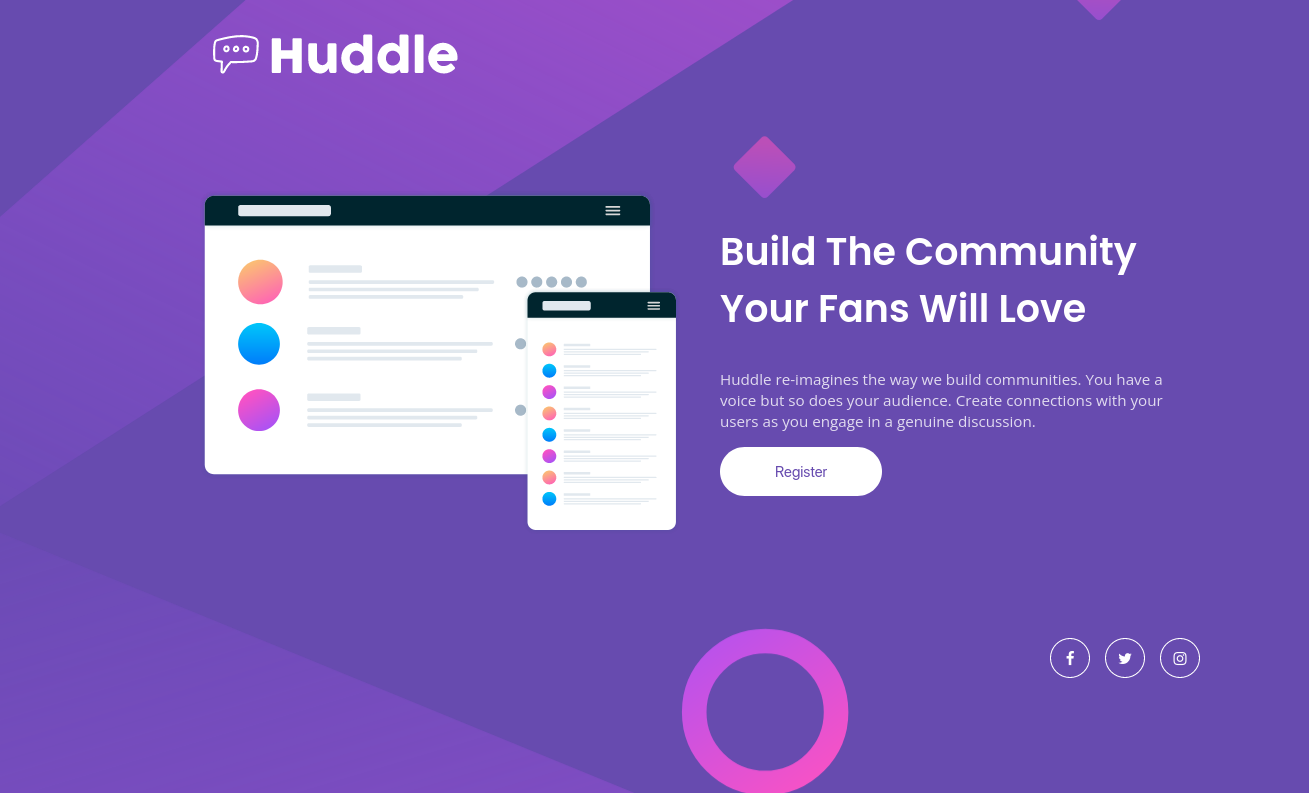 Huddle
Build The Community
Your Fans Will Love
Huddle re-imagines the way we build communities. You have a
voice but so does your audience. Create connections with your
users as you engage in a genuine discussion.
Register